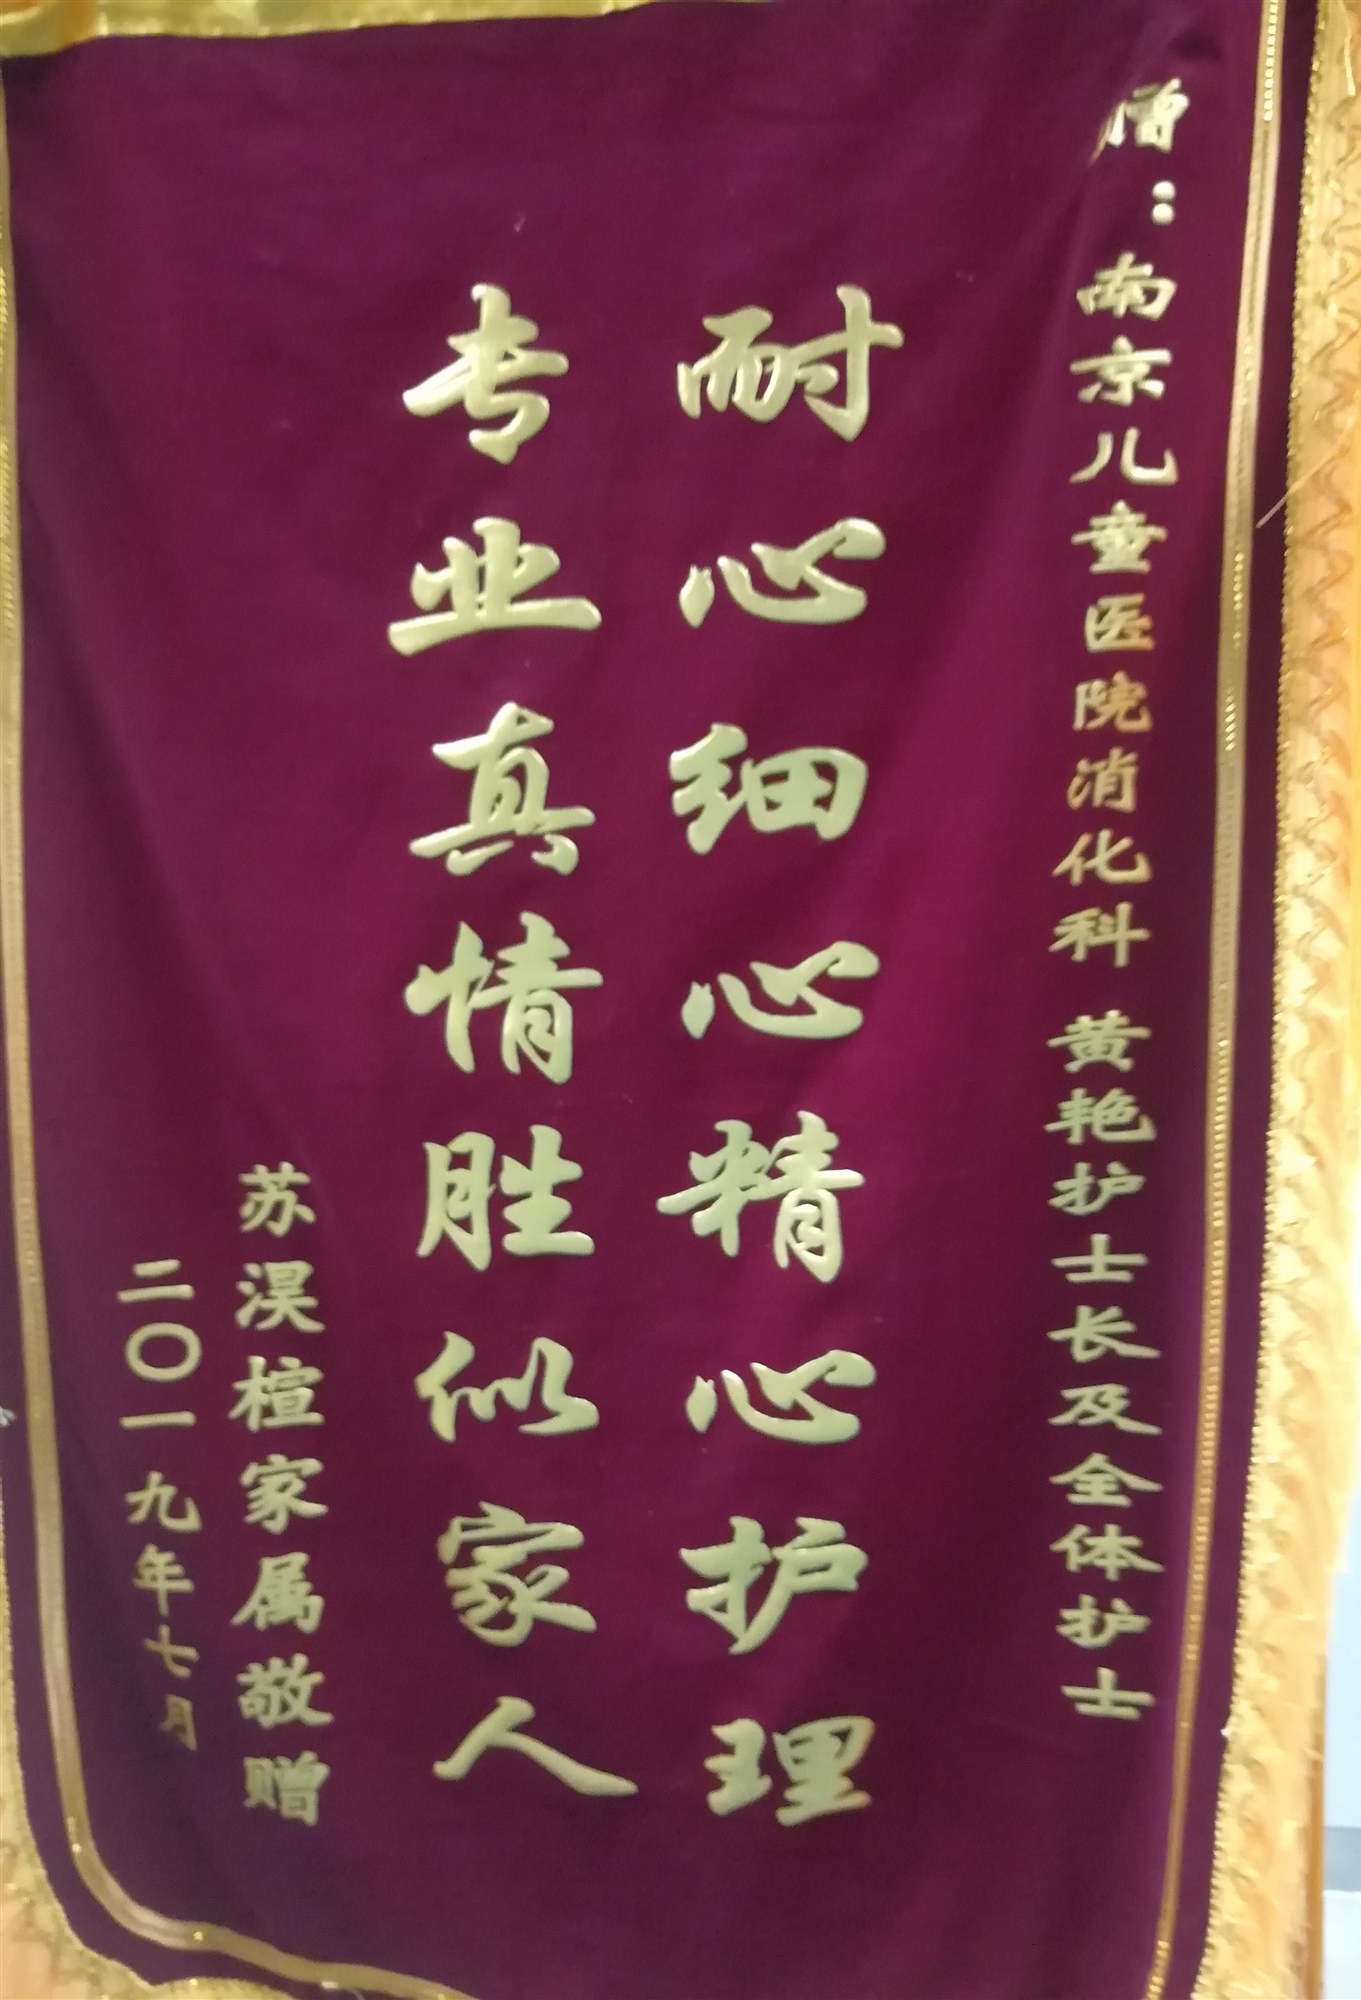 赠：南京儿童医院消化科 黄艳护士长及全体护士
耐心细心精心护理
专业真情胜似家人
苏淏楦家属敬赠
二〇一九年七月